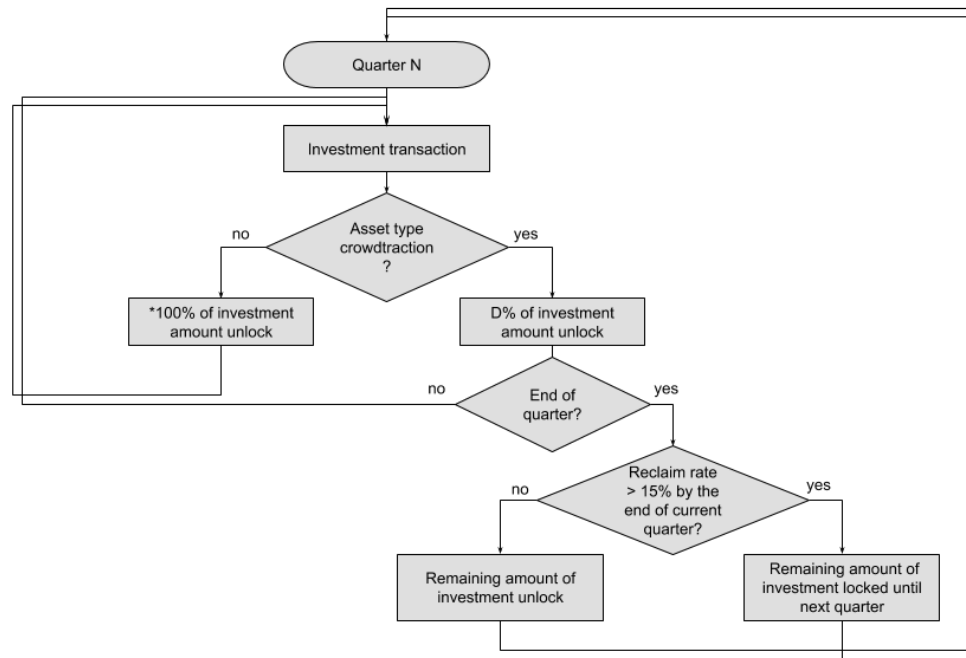 Quarter N
Investment transaction
Asset type
crowdtraction
?
no
yes
*100% of investment
amount unlock
D% of investment
amount unlock
no
yes
End of
quarter?
Reclaim rate
> 15% by the
end of current
quarter?
no
yes
Remaining amount of
investment unlock
Remaining amount of
investment locked until
next quarter